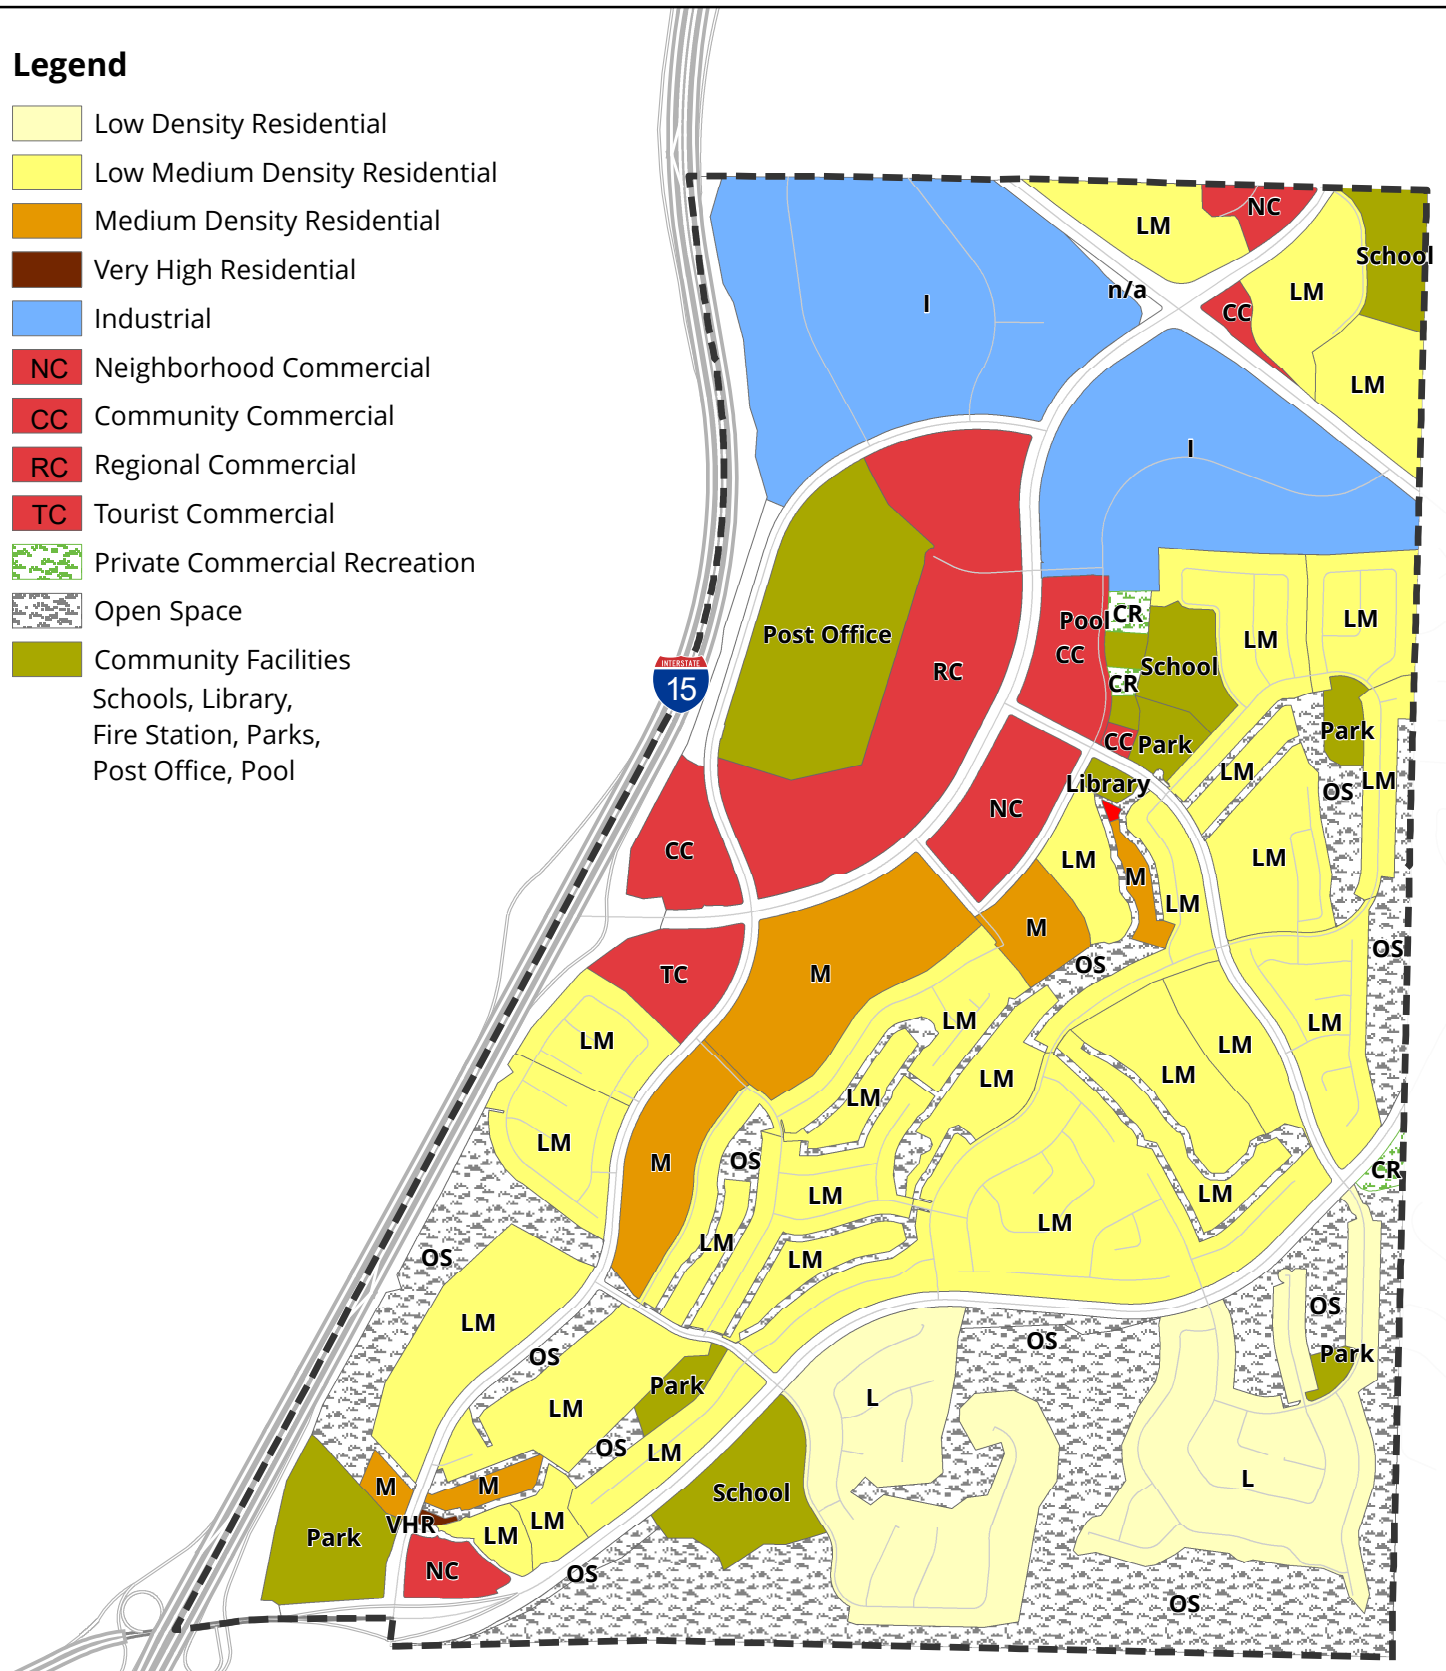 Legend
Low Density Residential
Low Medium Density Residential
Medium Density Residential
Very High Residential
Industrial
NC Neighborhood Commercial
CC Community Commercial
RC Regional Commercial
TC Tourist Commercial
Private Commercial Recreation
Open Space
Community Facilities
Schools, Library,
Fire Station, Parks,
Post Office, Pool
INTERSTATE
15
NC
LM
School
n/a
LM
I
CC
LM
I
Pool CR
LM
Post Office
LM
CC
School
RC
CR
Park
CC Park
LM
LM
Library
OS
NC
CC
LM
LM
M
LM
M
OS
OS
TC
M
LM
LM
LM
LM
LM
LM
LM
LM
M
OS
CR
LM
LM
LM
LM
OS
LM
OS
LM
OS
Park
OS
Park
L
LM
OS
LM
M
M
L
School
VHR
LM
LM
Park
NC
OS
OS